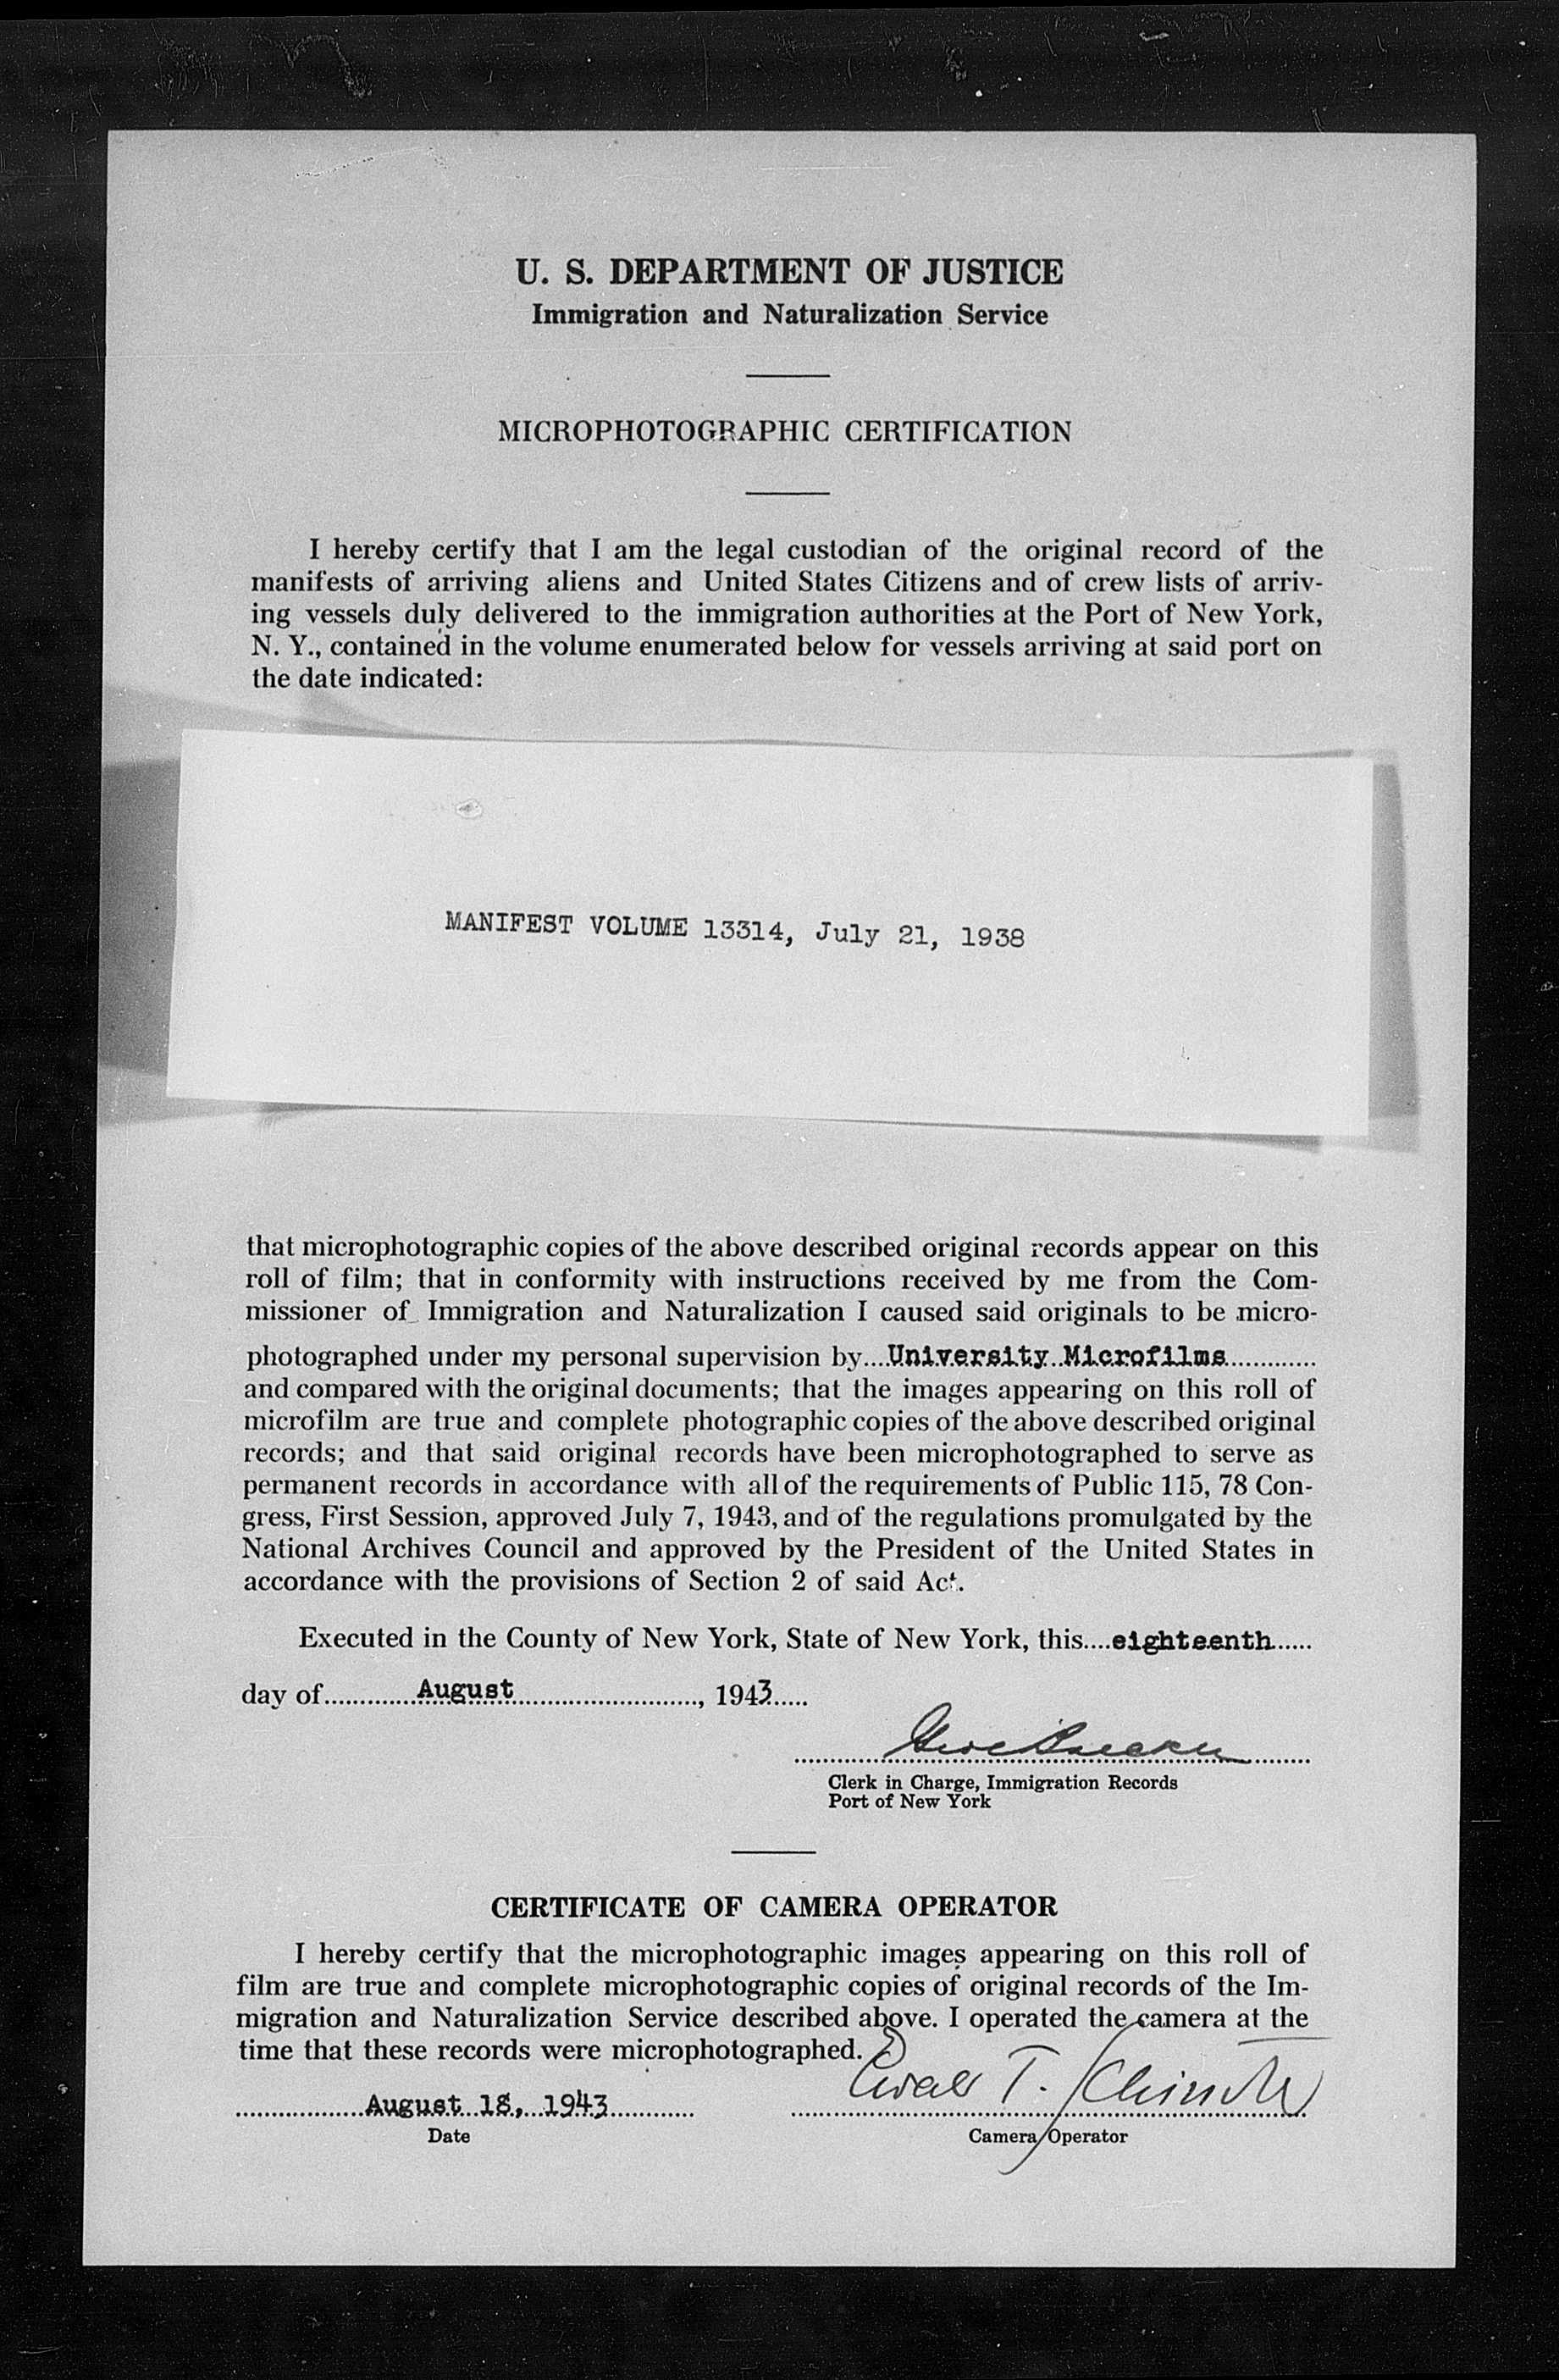 U. S. DEPARTMENT OF JUSTICE
Immigration and Naturalization Service
MICROPHOTOGRAPHIC CERTIFICATION
I hereby certify that I am the legal custodian of the original record of the
manifests of arriving aliens and United States Citizens and of crew lists of arriv-
ing vessels duly delivered to the immigration authorities at the Port of New York,
N. Y., contained in the volume enumerated below for vessels arriving at said port on
the date indicated:
MANIFEST VOLUME 13314, July 21, 1938
that microphotographic copies of the above described original records appear on this
roll of film; that in conformity with instructions received by me from the Com-
missioner of Immigration and Naturalization I caused said originals to be micro-
photographed under my personal supervision by....University Microfilms.............
and compared with the original documents; that the images appearing on this roll of
microfilm are true and complete photographic copies of the above described original
records; and that said original records have been microphotographed to serve as
permanent records in accordance with all of the requirements of Public 115, 78 Con-
gress, First Session, approved July 7, 1943, and of the regulations promulgated by the
National Archives Council and approved by the President of the United States in
accordance with the provisions of Section 2 of said Act.
Executed in the County of New York, State of New York, this....eighteenth......
day of.............August............................, 1943.....
Clerk in Charge, Immigration Records
Port of New York
CERTIFICATE OF CAMERA OPERATOR
I hereby certify that the microphotographic images appearing on this roll of
film are true and complete microphotographic copies of original records of the Im-
migration and Naturalization Service described above. I operated the camera at the
time that these records were microphotographed.
August 18, 1943
T.
Date
Camera Operator